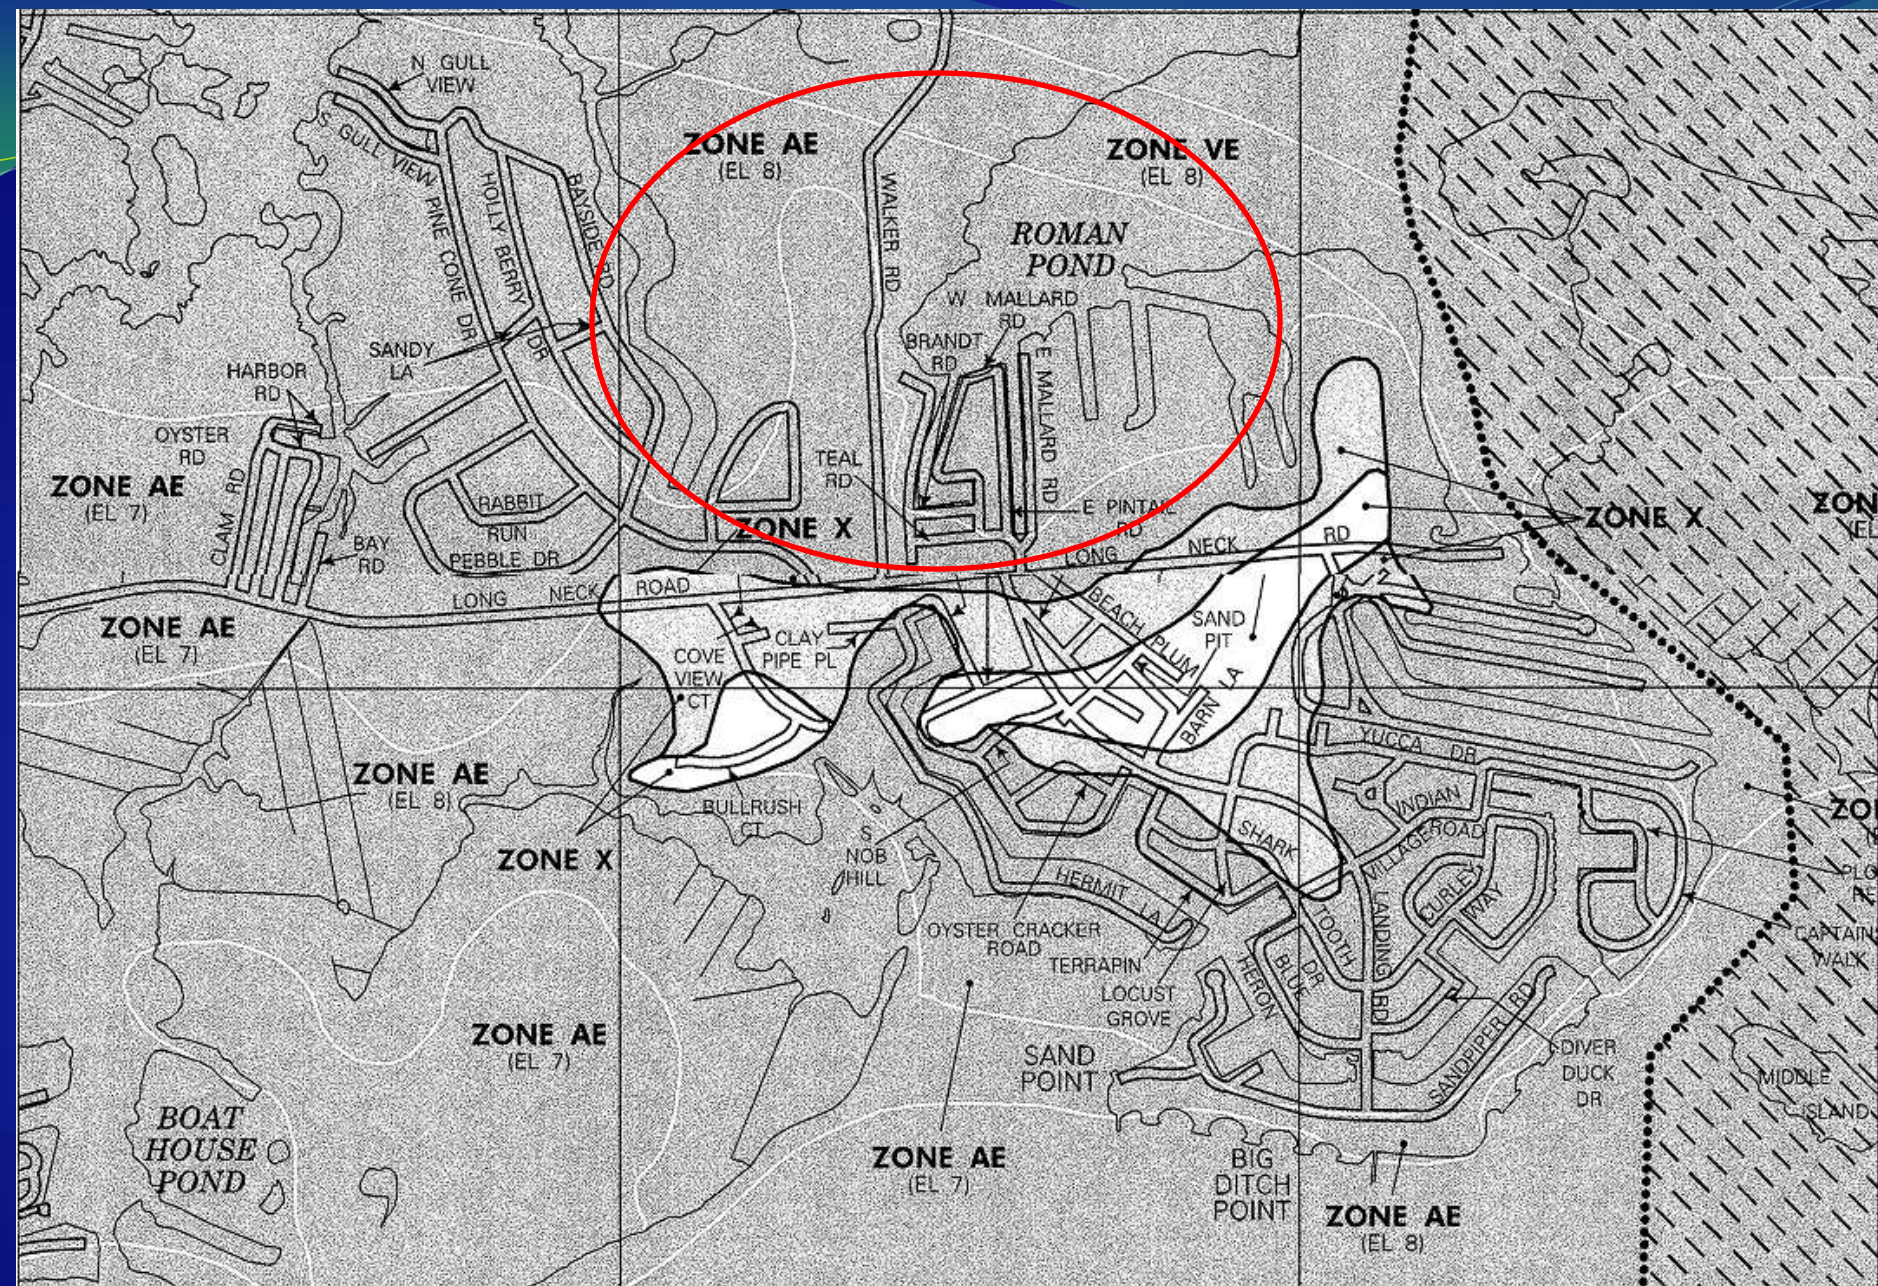 N GULL
VIEW
S GULL VIEW
PINE CONE DR
HOLLY BERRY
DR
BAYSIDE RD
ZONE AE
(EL 8)
WALKER RD
ZONE VE
(EL 8)
ROMAN
POND
W MALLARD
RD
BRANDT
RD
E MALLARD RD
SANDY
LA
HARBOR
RD
OYSTER
RD
CLAM RD
ZONE AE
(EL 7)
BAY
RD
RABBIT
RUN
PEBBLE DR
TEAL
RD
ZONE X
E PINTAIL
RD
LONG NECK RD
ZONE X
LONG NECK ROAD
ZONE AE
(EL 7)
COVE
VIEW
CT
CLAY
PIPE PL
BEACH PLUM
SAND
PIT
BARN LA
ZONE AE
(EL 8)
BULLRUSH
CT
ZONE X
S
NOB
HILL
YUCCA DR
INDIAN
VILLAGE ROAD
SHARK
TOOTH
DR
HERMIT LA
OYSTER CRACKER
ROAD
TERRAPIN
LOCUST
GROVE
BLUE
HERON
LANDING RD
CURLEY
WAY
CAPTAINS
WALK
SANDPIPER RD
DIVER
DUCK
DR
MIDDLE
ISLAND
ZONE AE
(EL 7)
SAND
POINT
BOAT
HOUSE
POND
ZONE AE
(EL 7)
BIG
DITCH
POINT
ZONE AE
(EL 8)